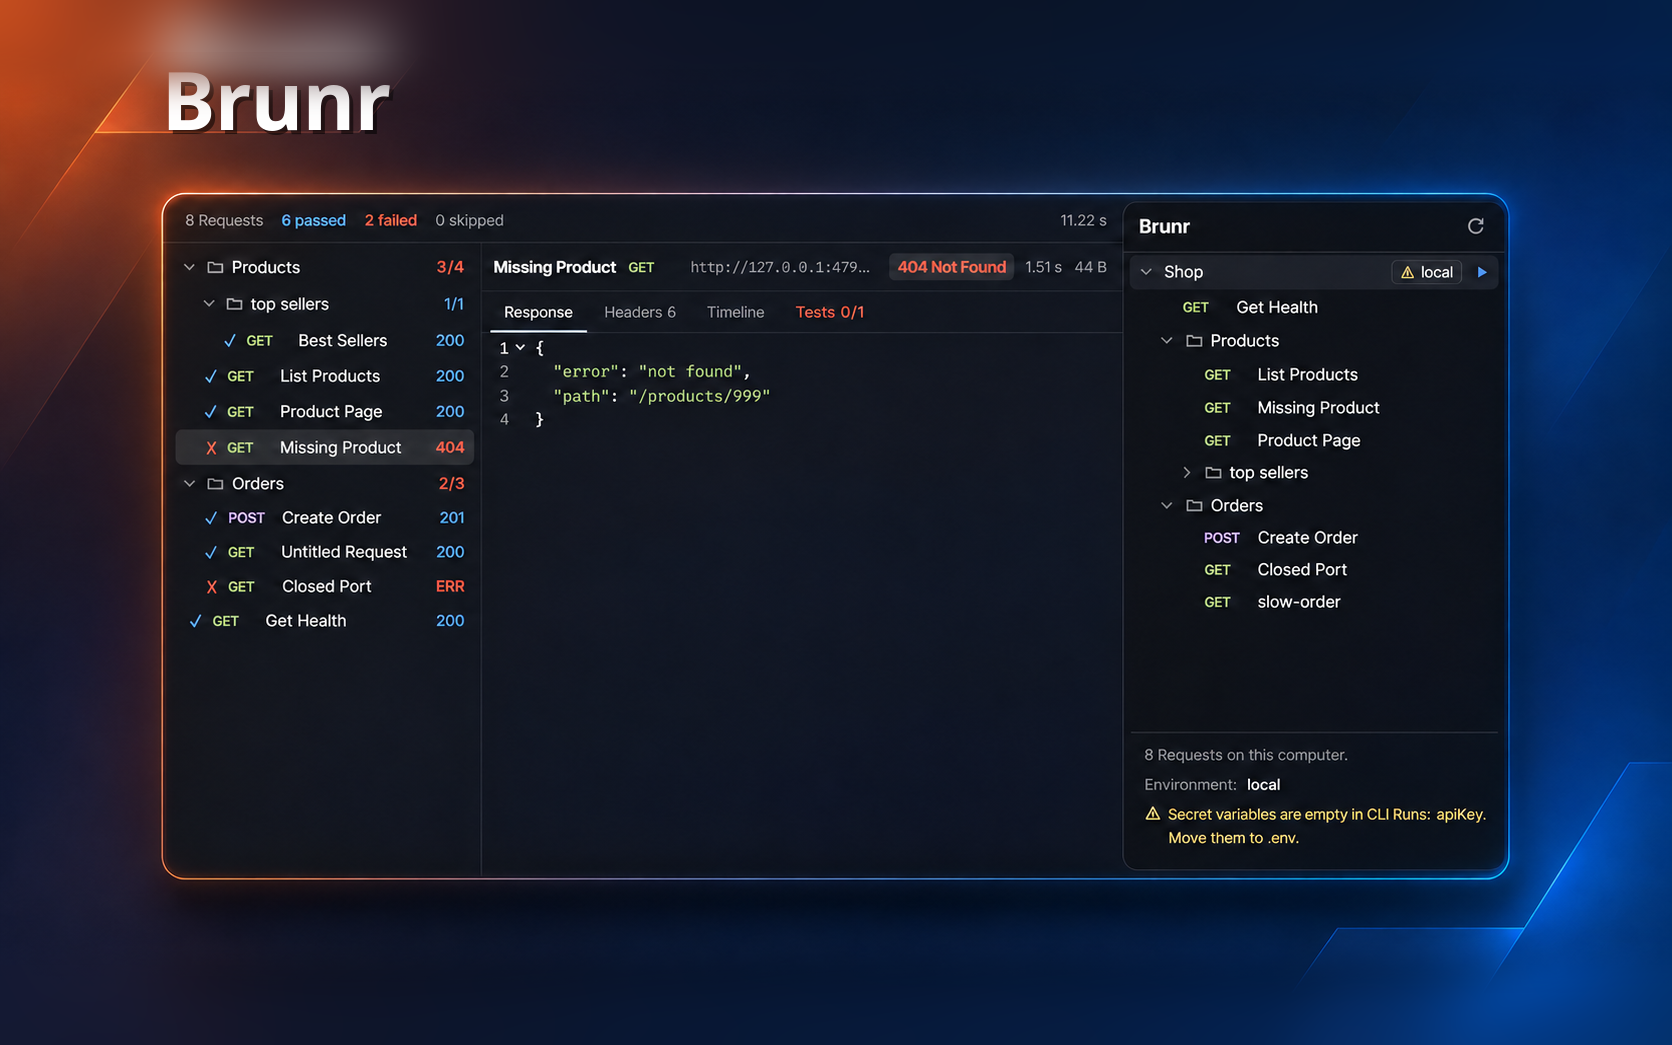 Brunr
8 Requests 6 passed 2 failed 0 skipped 11.22 s
Products 3/4
top sellers 1/1
GET Best Sellers 200
GET List Products 200
GET Product Page 200
X GET Missing Product 404
Orders 2/3
POST Create Order 201
GET Untitled Request 200
X GET Closed Port ERR
GET Get Health 200
Missing Product GET http://127.0.0.1:479... 404 Not Found 1.51 s 44 B
Response Headers 6 Timeline Tests 0/1
1 {
2 "error": "not found",
3 "path": "/products/999"
4 }
Brunr
Shop local
GET Get Health
Products
GET List Products
GET Missing Product
GET Product Page
top sellers
Orders
POST Create Order
GET Closed Port
GET slow-order
8 Requests on this computer.
Environment: local
Secret variables are empty in CLI Runs: apiKey.
Move them to .env.